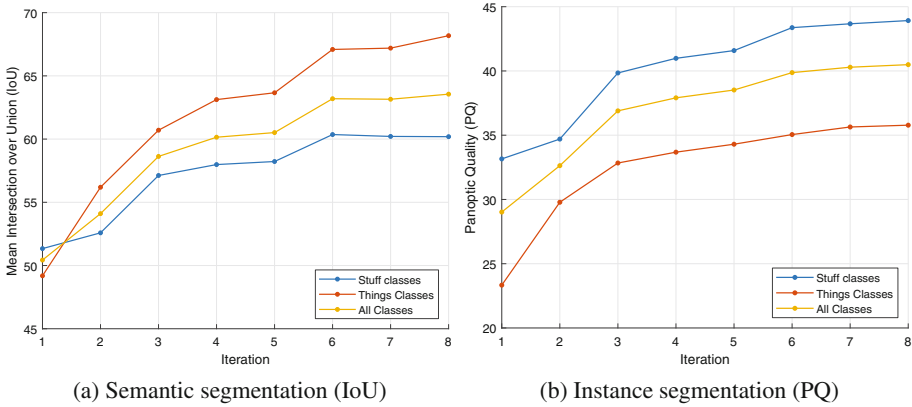 70
65
60
55
50
45
Mean Intersection over Union (IoU)
1 2 3 4 5 6 7 8
Iteration
Stuff classes
Things Classes
All Classes
(a) Semantic segmentation (IoU)
45
40
35
30
25
20
Panoptic Quality (PQ)
1 2 3 4 5 6 7 8
Iteration
Stuff classes
Things Classes
All Classes
(b) Instance segmentation (PQ)